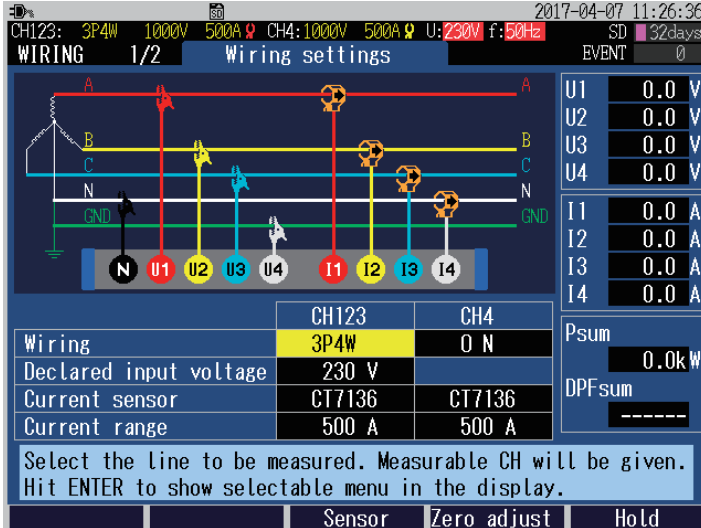 2017-04-07 11:26:36
CH123: 3P4W 1000V 500A CH4:1000V 500A U:230V f:50Hz SD 32days
WIRING 1/2 Wiring settings EVENT 0
A A
B B
C C
N N
GND GND
N U1 U2 U3 U4 I1 I2 I3 I4
U1 0.0 V
U2 0.0 V
U3 0.0 V
U4 0.0 V
I1 0.0 A
I2 0.0 A
I3 0.0 A
I4 0.0 A
Psum
0.0kW
DPFsum
------
CH123 CH4
Wiring 3P4W ON
Declared input voltage 230 V
Current sensor CT7136 CT7136
Current range 500 A 500 A
Select the line to be measured. Measurable CH will be given.
Hit ENTER to show selectable menu in the display.
Sensor Zero adjust Hold